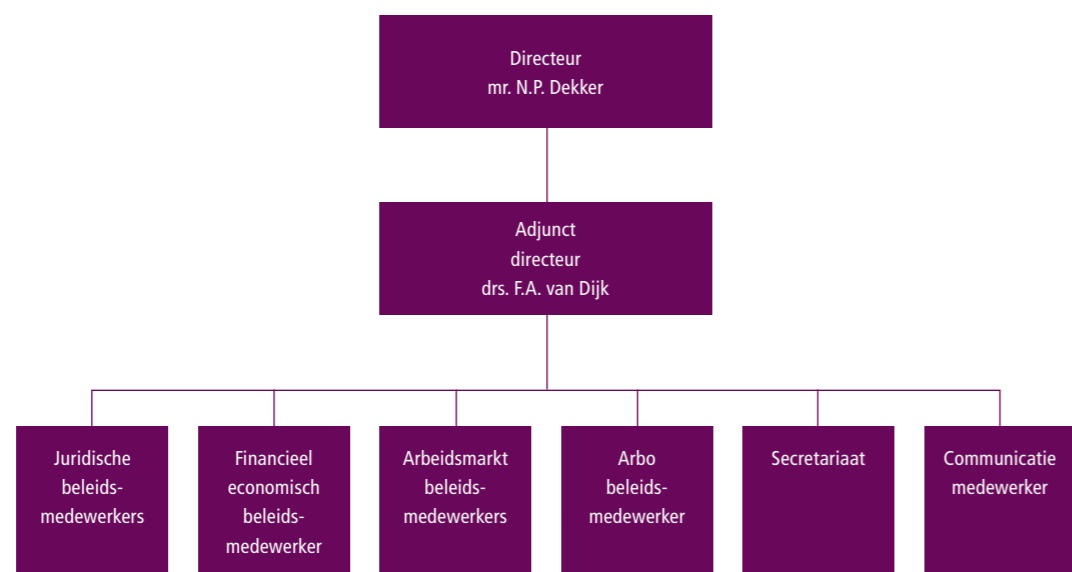 Directeur
mr. N.P. Dekker
Adjunct
directeur
drs. F.A. van Dijk
Juridische
beleids-
medewerkers
Financieel
economisch
beleids-
medewerker
Arbeidsmarkt
beleids-
medewerkers
Arbo
beleids-
medewerker
Secretariaat
Communicatie
medewerker